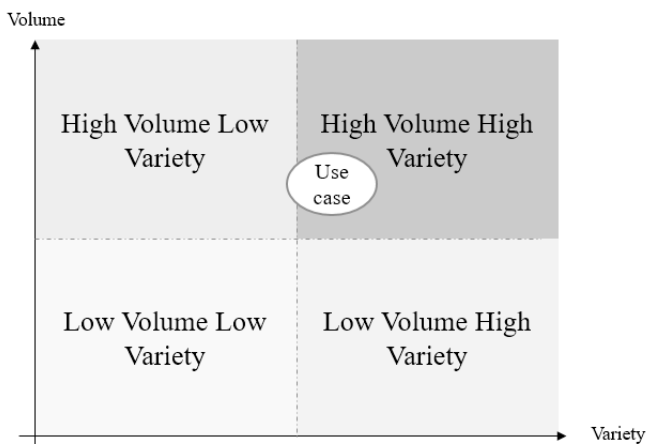 Volume
High Volume Low
Variety
High Volume High
Variety
Use
case
Low Volume Low
Variety
Low Volume High
Variety
Variety